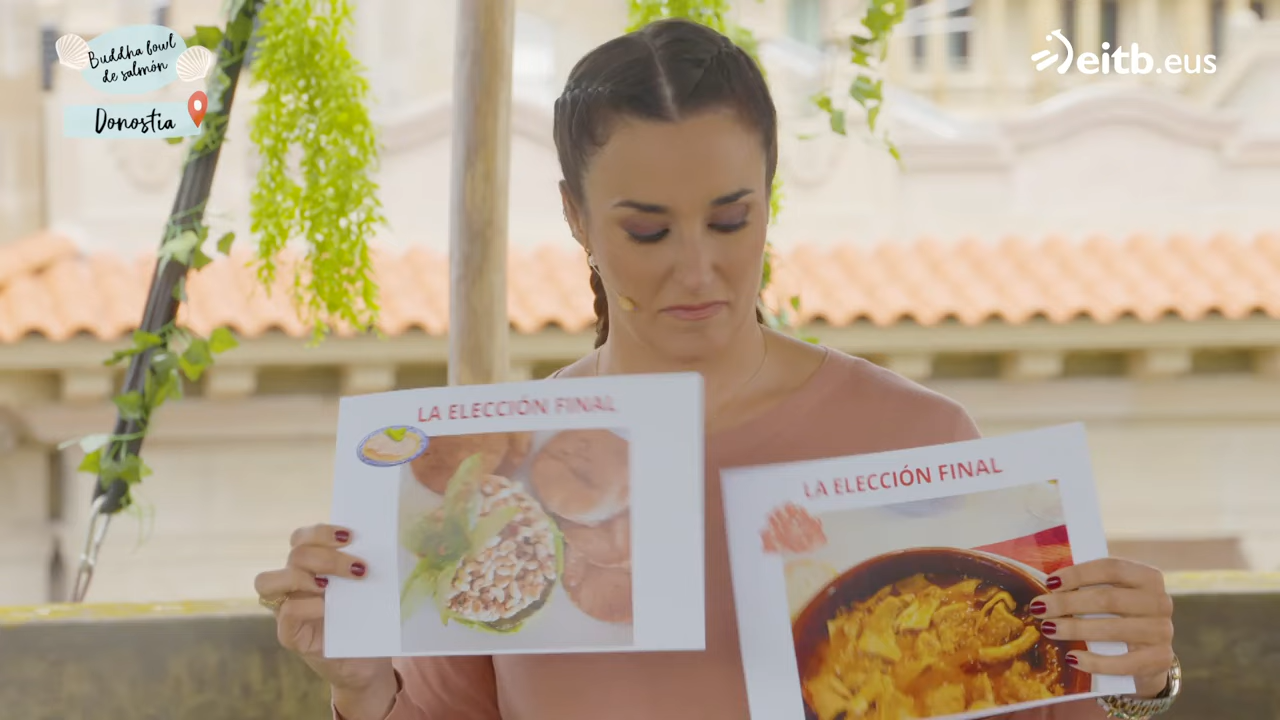 Buddha bowl
de salmón
Donostia
eitb.eus
LA ELECCIÓN FINAL
LA ELECCIÓN FINAL